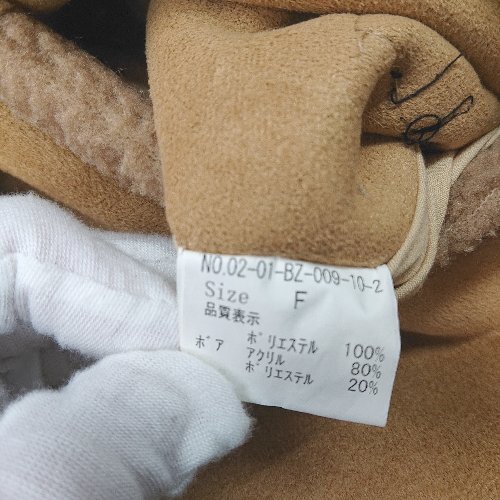 NO.02-01-BZ-009-10-2
Size F
品質表示
ポリエステル 100%
ボア アクリル 80%
ポリエステル 20%